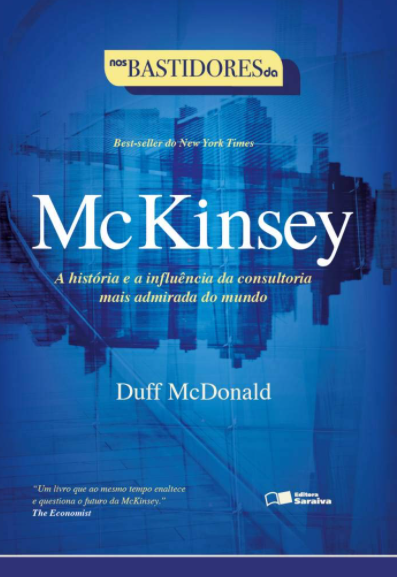 nos BASTIDORES da
Best-seller do New York Times
McKinsey
A história e a influência da consultoria
mais admirada do mundo
Duff McDonald
“Um livro que ao mesmo tempo enaltece
e questiona o futuro da McKinsey.”
The Economist
Editora
Saraiva